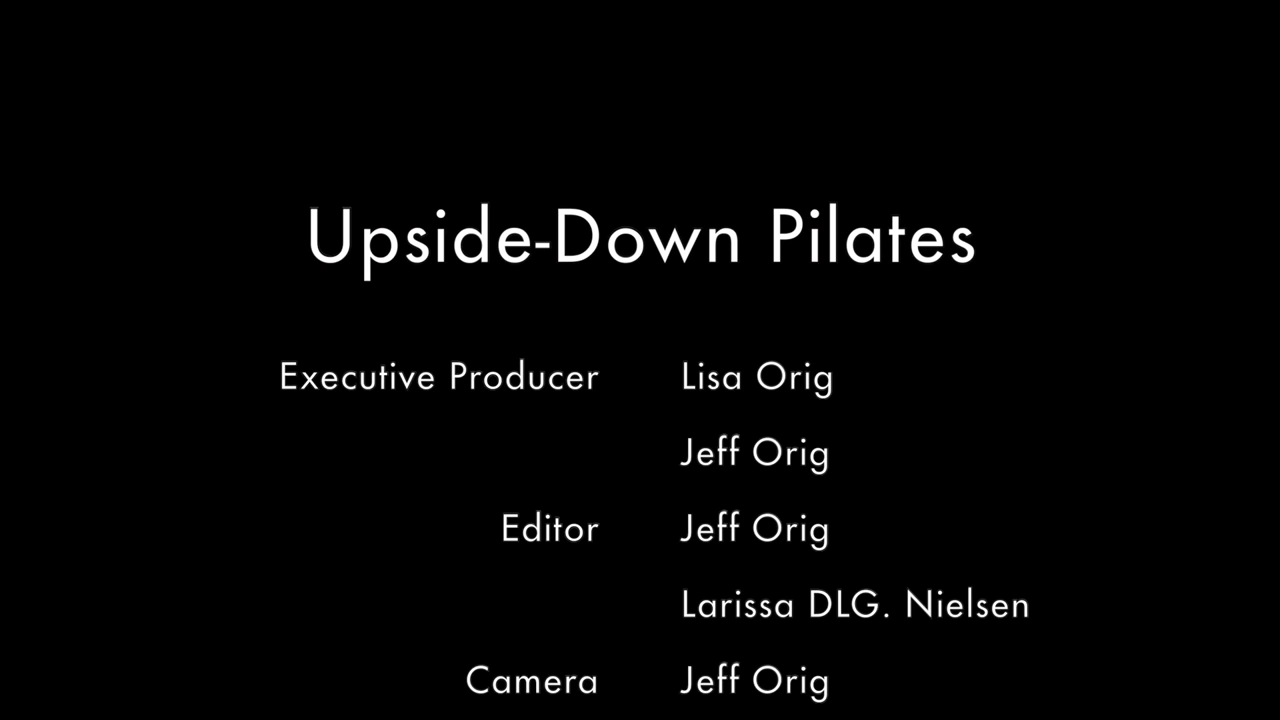 Upside-Down Pilates
Executive Producer Lisa Orig
Jeff Orig
Editor Jeff Orig
Larissa DLG. Nielsen
Camera Jeff Orig